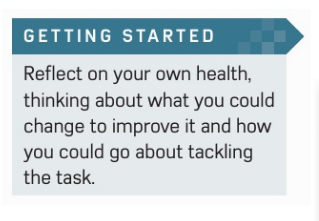 GETTING STARTED
Reflect on your own health,
thinking about what you could
change to improve it and how
you could go about tackling
the task.